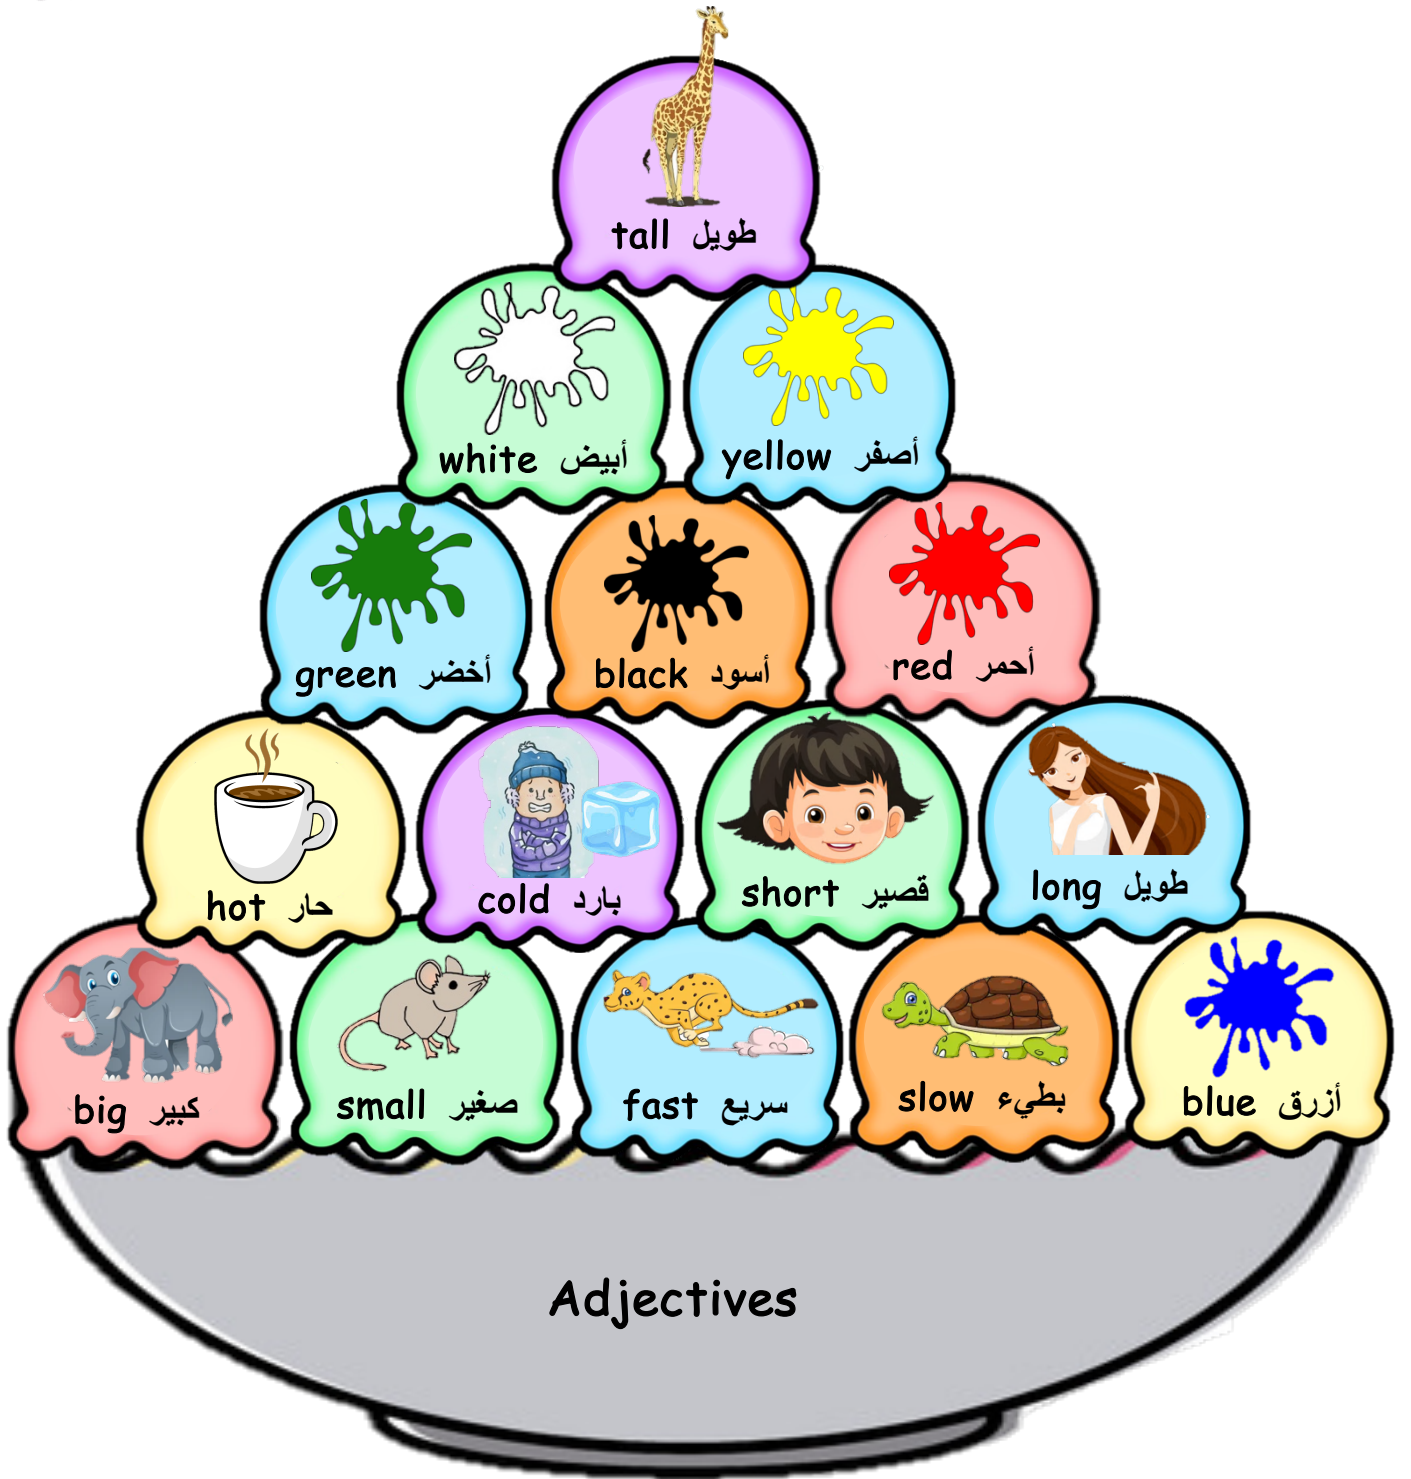 tall طويل
white أبيض
yellow أصفر
green أخضر
black أسود
red أحمر
hot حار
cold بارد
short قصير
long طويل
big كبير
small صغير
fast سريع
slow بطيء
blue أزرق
Adjectives